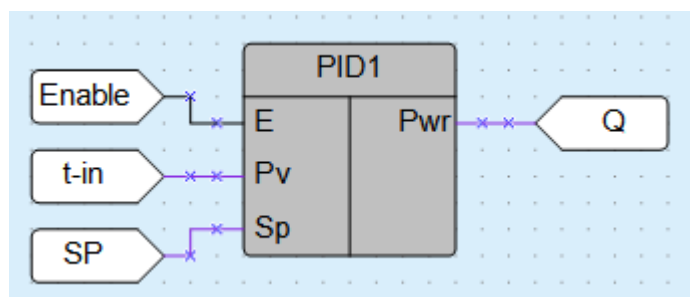 PID1
Enable
E
Pwr
Q
t-in
Pv
SP
Sp